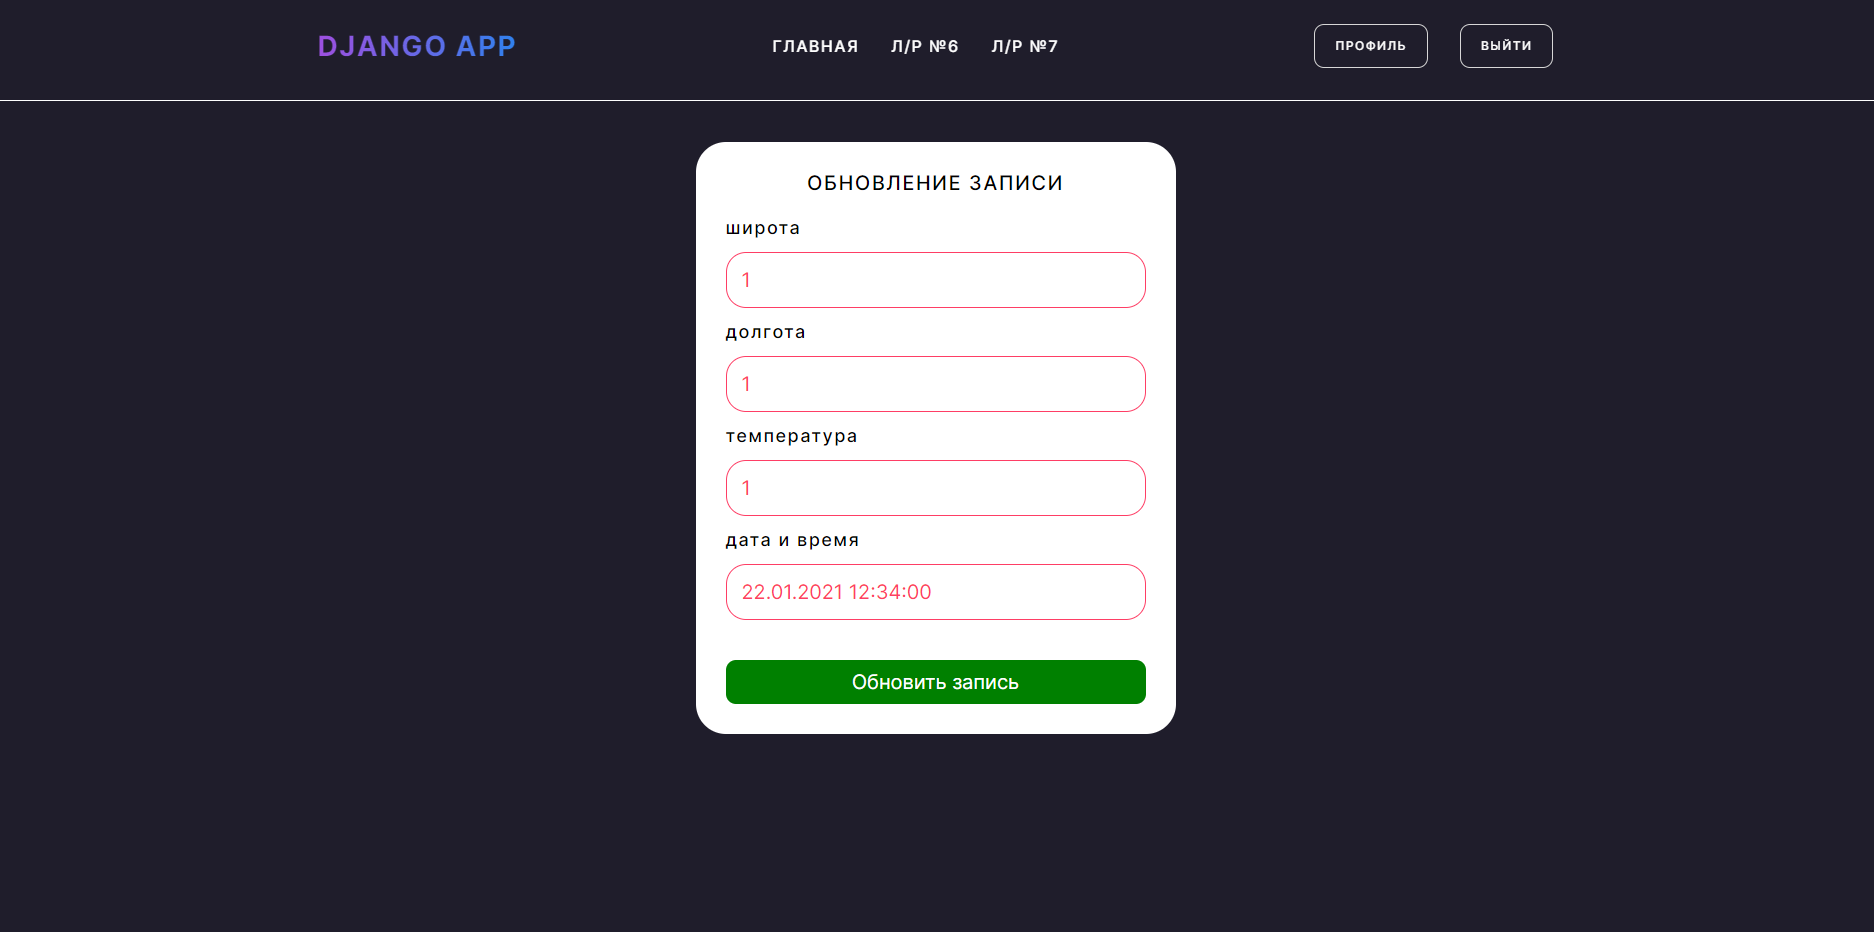 DJANGO APP
ГЛАВНАЯ Л/Р №6 Л/Р №7
ПРОФИЛЬ ВЫЙТИ
ОБНОВЛЕНИЕ ЗАПИСИ
широта
1
долгота
1
температура
1
дата и время
22.01.2021 12:34:00
Обновить запись